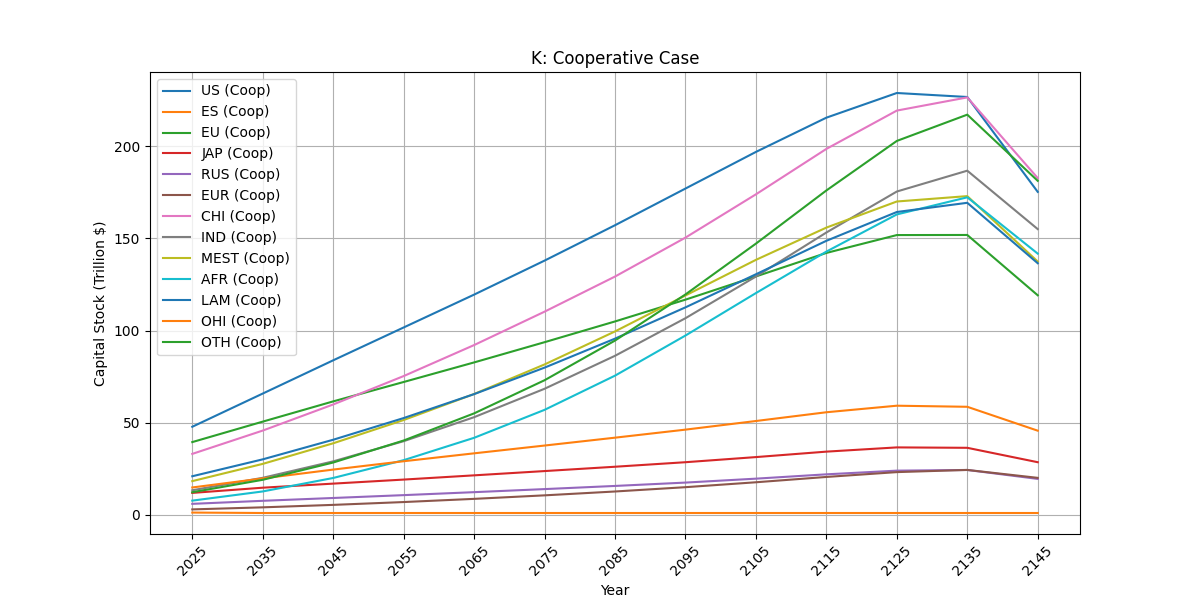 K: Cooperative Case
US (Coop)
ES (Coop)
EU (Coop)
JAP (Coop)
RUS (Coop)
EUR (Coop)
CHI (Coop)
IND (Coop)
MEST (Coop)
AFR (Coop)
LAM (Coop)
OHI (Coop)
OTH (Coop)
Capital Stock (Trillion $)
200
150
100
50
0
2025 2035 2045 2055 2065 2075 2085 2095 2105 2115 2125 2135 2145
Year